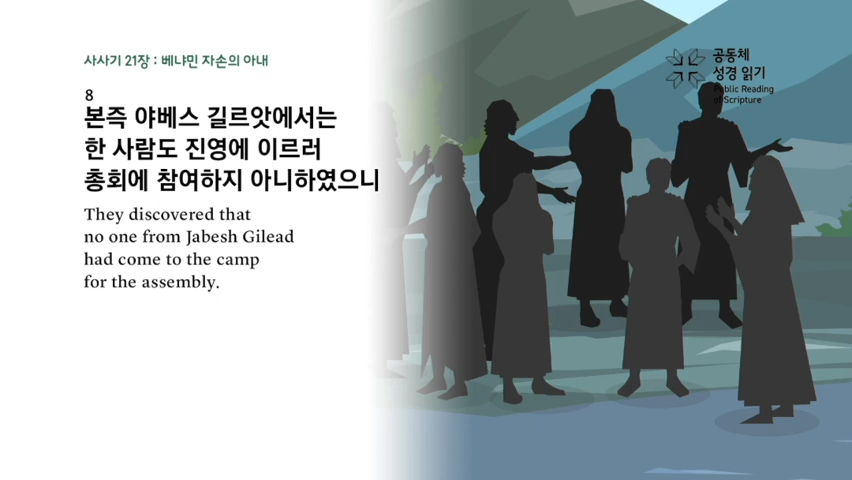 사사기 21장 : 베냐민 자손의 아내
8
본즉 야베스 길르앗에서는
한 사람도 진영에 이르러
총회에 참여하지 아니하였으니
They discovered that
no one from Jabesh Gilead
had come to the camp
for the assembly.
공동체
성경 읽기
Public Reading
of Scripture